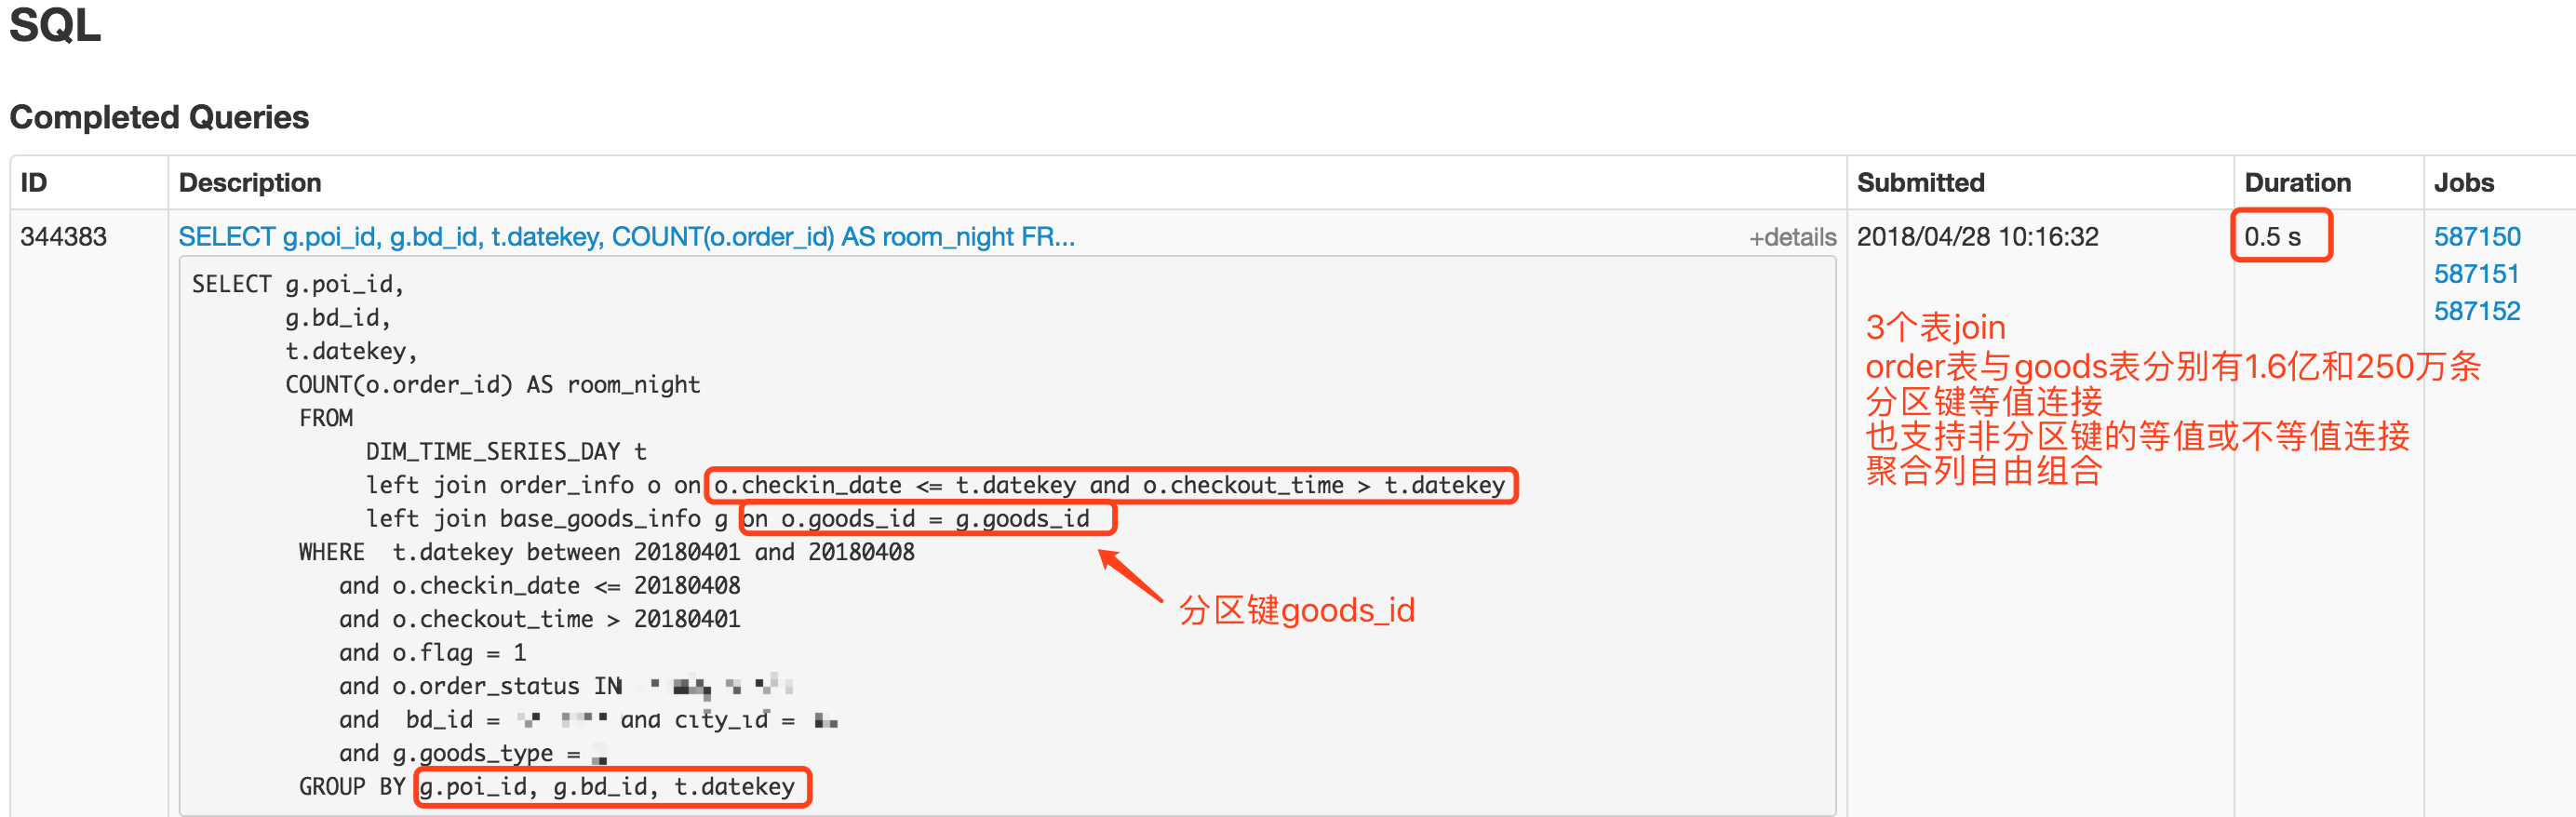 SQL
Completed Queries
ID Description Submitted Duration Jobs
344383 SELECT g.poi_id, g.bd_id, t.datekey, COUNT(o.order_id) AS room_night FR... +details 2018/04/28 10:16:32 0.5 s 587150
587151
587152
SELECT g.poi_id,
g.bd_id,
t.datekey,
COUNT(o.order_id) AS room_night
FROM
DIM_TIME_SERIES_DAY t
left join order_info o on o.checkin_date <= t.datekey and o.checkout_time > t.datekey
left join base_goods_info g on o.goods_id = g.goods_id
WHERE t.datekey between 20180401 and 20180408
and o.checkin_date <= 20180408
and o.checkout_time > 20180401
and o.flag = 1
and o.order_status IN
and bd_id = and city_id =
and g.goods_type =
GROUP BY g.poi_id, g.bd_id, t.datekey
3个表join
order表与goods表分别有1.6亿和250万条
分区键等值连接
也支持非分区键的等值或不等值连接
聚合列自由组合
分区键goods_id